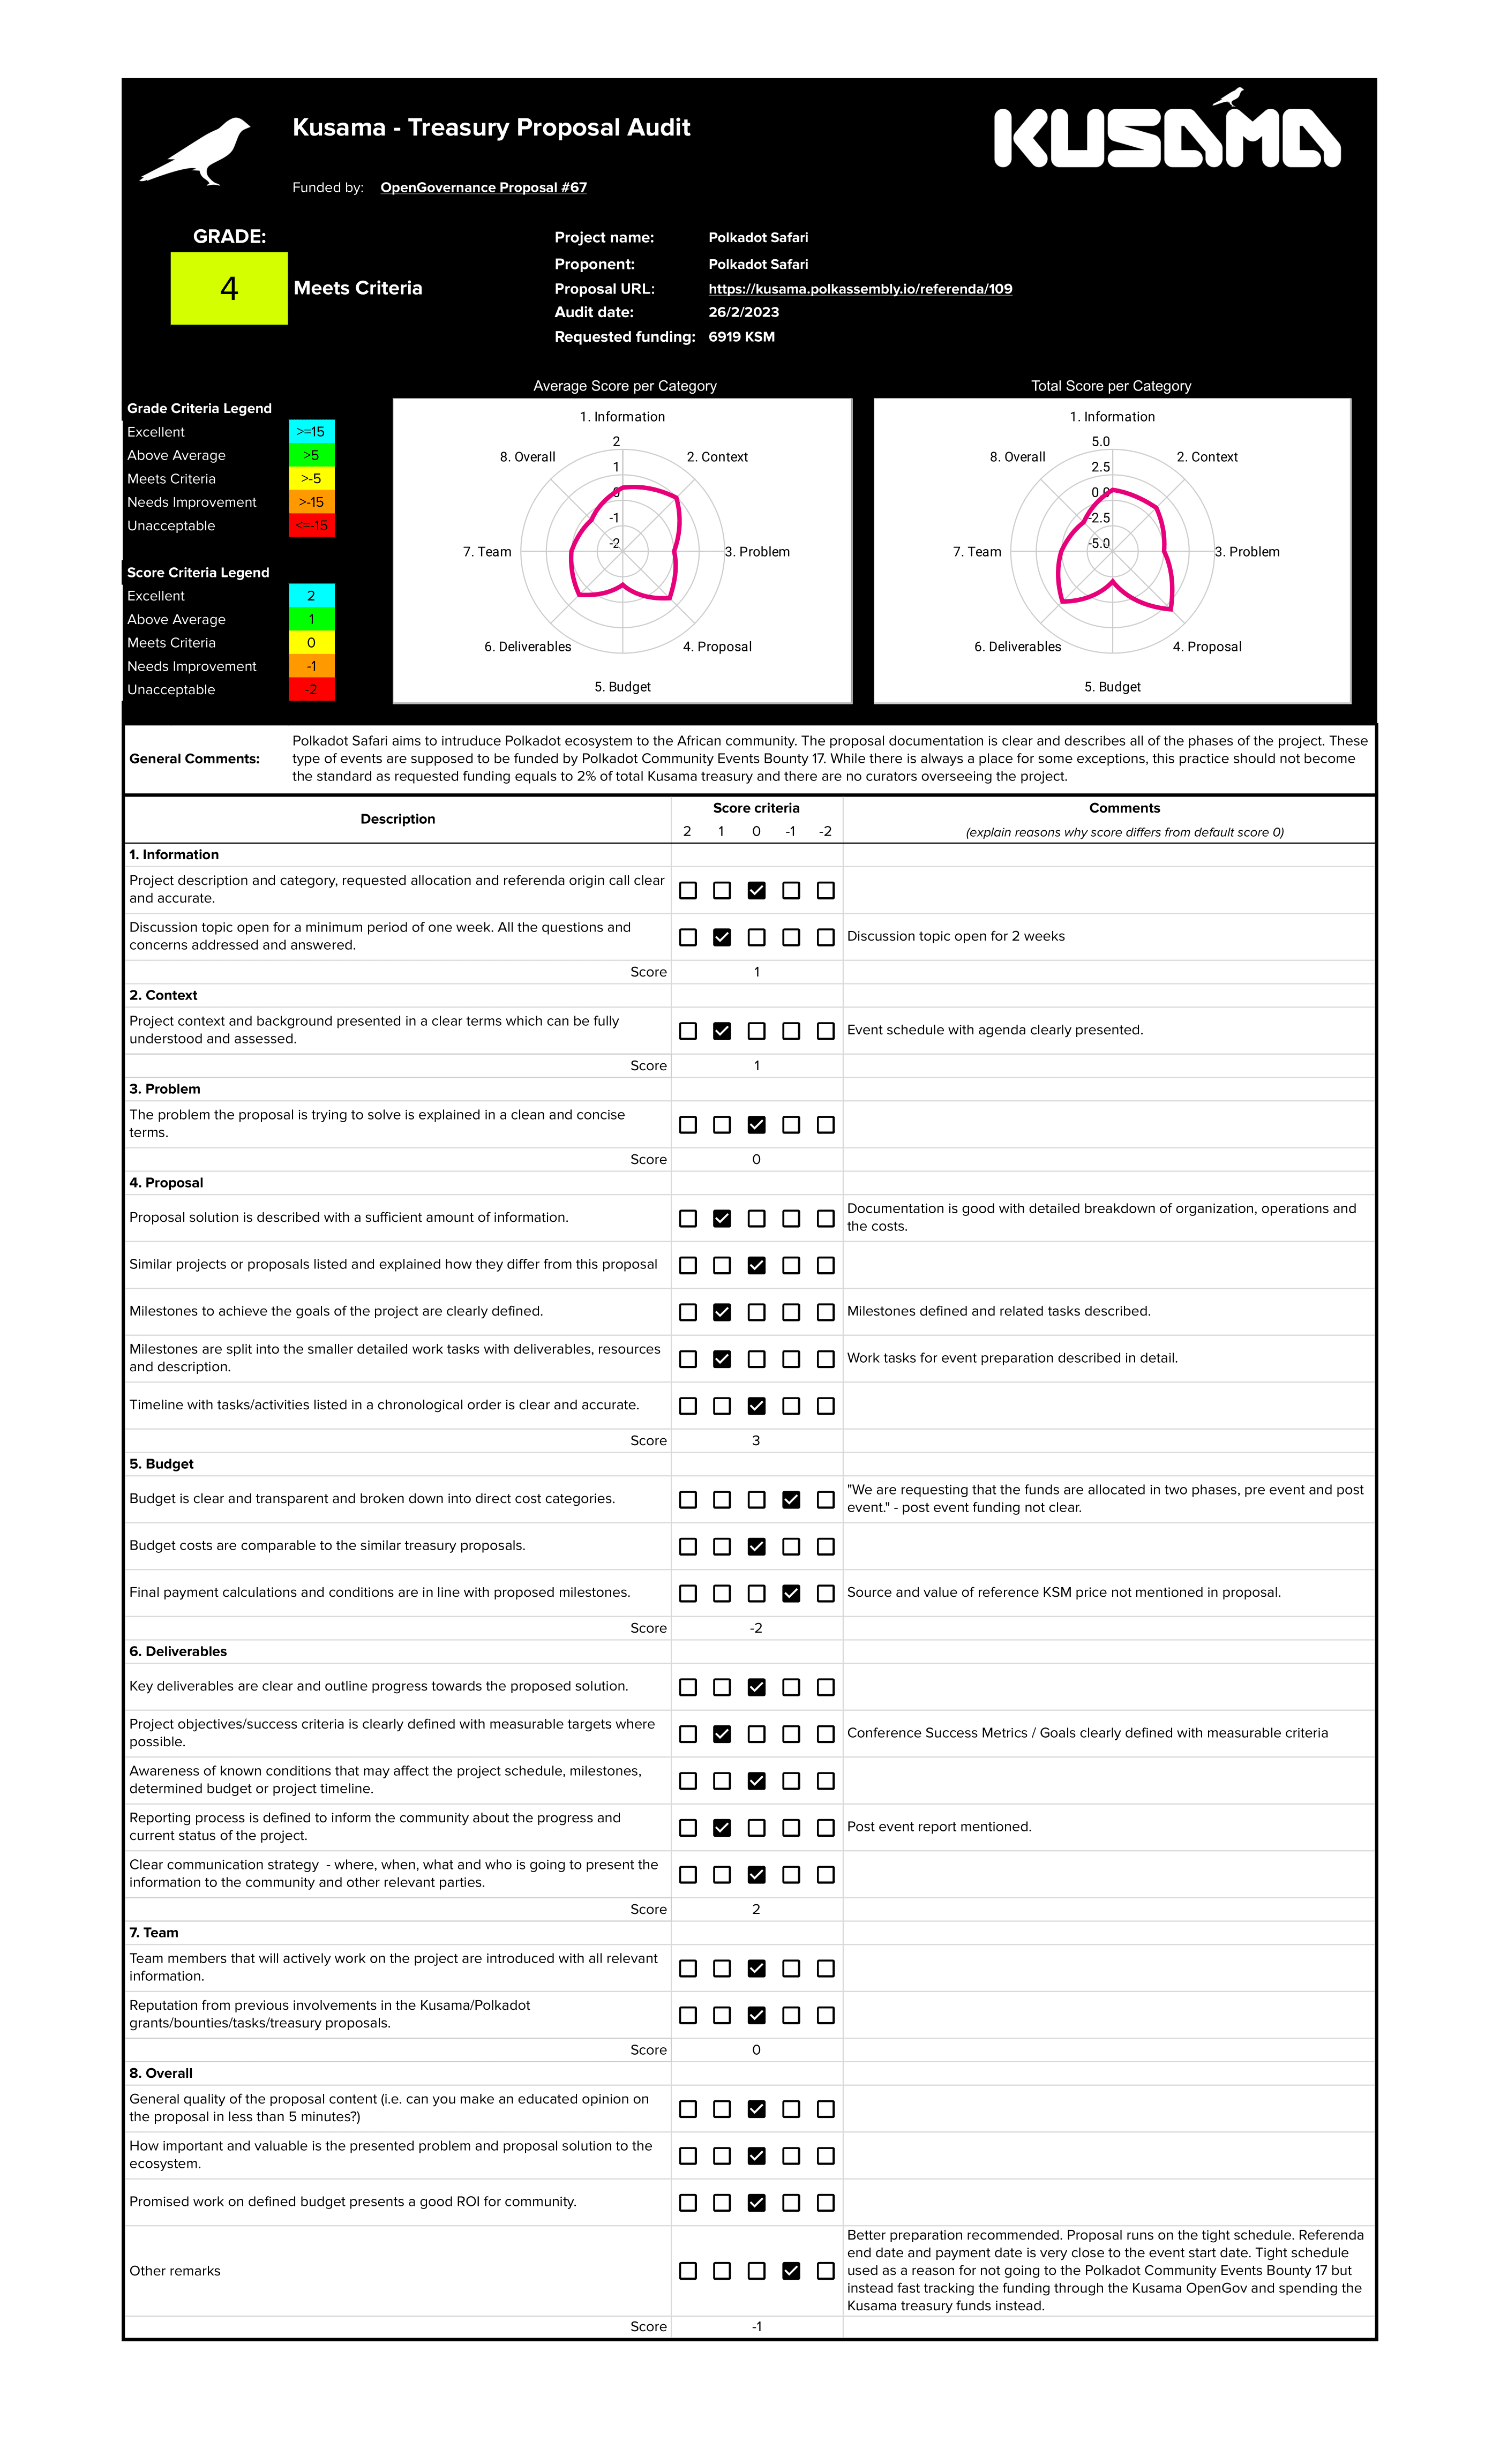 Kusama - Treasury Proposal Audit
KUSAMA
Funded by: OpenGovernance Proposal #67
GRADE:
4
Meets Criteria
Project name: Polkadot Safari
Proponent: Polkadot Safari
Proposal URL: https://kusama.polkassembly.io/referenda/109
Audit date: 26/2/2023
Requested funding: 6919 KSM
Grade Criteria Legend
Excellent >=15
Above Average >5
Meets Criteria >-5
Needs Improvement >-15
Unacceptable <=-15
Score Criteria Legend
Excellent 2
Above Average 1
Meets Criteria 0
Needs Improvement -1
Unacceptable -2
Average Score per Category
1. Information
2
8. Overall
2. Context
1
0
-1
-2
7. Team
3. Problem
6. Deliverables
4. Proposal
5. Budget
Total Score per Category
1. Information
5.0
8. Overall
2. Context
2.5
0.0
-2.5
-5.0
7. Team
3. Problem
6. Deliverables
4. Proposal
5. Budget
General Comments:
Polkadot Safari aims to intruduce Polkadot ecosystem to the African community. The proposal documentation is clear and describes all of the phases of the project. These
type of events are supposed to be funded by Polkadot Community Events Bounty 17. While there is always a place for some exceptions, this practice should not become
the standard as requested funding equals to 2% of total Kusama treasury and there are no curators overseeing the project.
Description
Score criteria
2 1 0 -1 -2
Comments
(explain reasons why score differs from default score 0)
1. Information
Project description and category, requested allocation and referenda origin call clear
and accurate.
Discussion topic open for a minimum period of one week. All the questions and
concerns addressed and answered.
Discussion topic open for 2 weeks
Score 1
2. Context
Project context and background presented in a clear terms which can be fully
understood and assessed.
Event schedule with agenda clearly presented.
Score 1
3. Problem
The problem the proposal is trying to solve is explained in a clean and concise
terms.
Score 0
4. Proposal
Proposal solution is described with a sufficient amount of information.
Documentation is good with detailed breakdown of organization, operations and
the costs.
Similar projects or proposals listed and explained how they differ from this proposal
Milestones to achieve the goals of the project are clearly defined.
Milestones defined and related tasks described.
Milestones are split into the smaller detailed work tasks with deliverables, resources
and description.
Work tasks for event preparation described in detail.
Timeline with tasks/activities listed in a chronological order is clear and accurate.
Score 3
5. Budget
Budget is clear and transparent and broken down into direct cost categories.
"We are requesting that the funds are allocated in two phases, pre event and post
event." - post event funding not clear.
Budget costs are comparable to the similar treasury proposals.
Final payment calculations and conditions are in line with proposed milestones.
Source and value of reference KSM price not mentioned in proposal.
Score -2
6. Deliverables
Key deliverables are clear and outline progress towards the proposed solution.
Project objectives/success criteria is clearly defined with measurable targets where
possible.
Conference Success Metrics / Goals clearly defined with measurable criteria
Awareness of known conditions that may affect the project schedule, milestones,
determined budget or project timeline.
Reporting process is defined to inform the community about the progress and
current status of the project.
Post event report mentioned.
Clear communication strategy - where, when, what and who is going to present the
information to the community and other relevant parties.
Score 2
7. Team
Team members that will actively work on the project are introduced with all relevant
information.
Reputation from previous involvements in the Kusama/Polkadot
grants/bounties/tasks/treasury proposals.
Score 0
8. Overall
General quality of the proposal content (i.e. can you make an educated opinion on
the proposal in less than 5 minutes?)
How important and valuable is the presented problem and proposal solution to the
ecosystem.
Promised work on defined budget presents a good ROI for community.
Other remarks
Better preparation recommended. Proposal runs on the tight schedule. Referenda
end date and payment date is very close to the event start date. Tight schedule
used as a reason for not going to the Polkadot Community Events Bounty 17 but
instead fast tracking the funding through the Kusama OpenGov and spending the
Kusama treasury funds instead.
Score -1